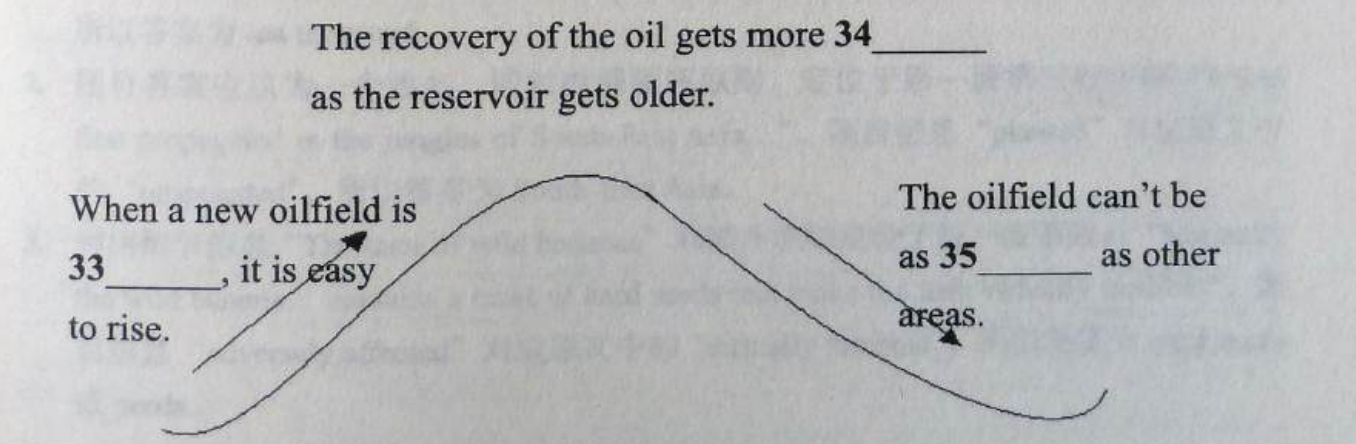 The recovery of the oil gets more 34______
as the reservoir gets older.
When a new oilfield is
33______, it is easy
to rise.
The oilfield can't be
as 35______ as other
areas.